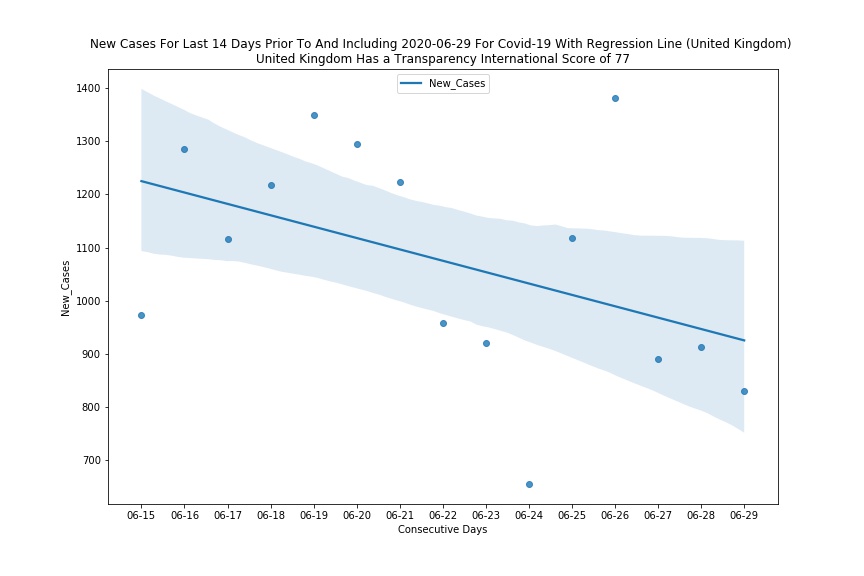 New Cases For Last 14 Days Prior To And Including 2020-06-29 For Covid-19 With Regression Line (United Kingdom)
United Kingdom Has a Transparency International Score of 77
New_Cases
1400
1300
1200
1100
1000
900
800
700
New_Cases
06-15 06-16 06-17 06-18 06-19 06-20 06-21 06-22 06-23 06-24 06-25 06-26 06-27 06-28 06-29
Consecutive Days